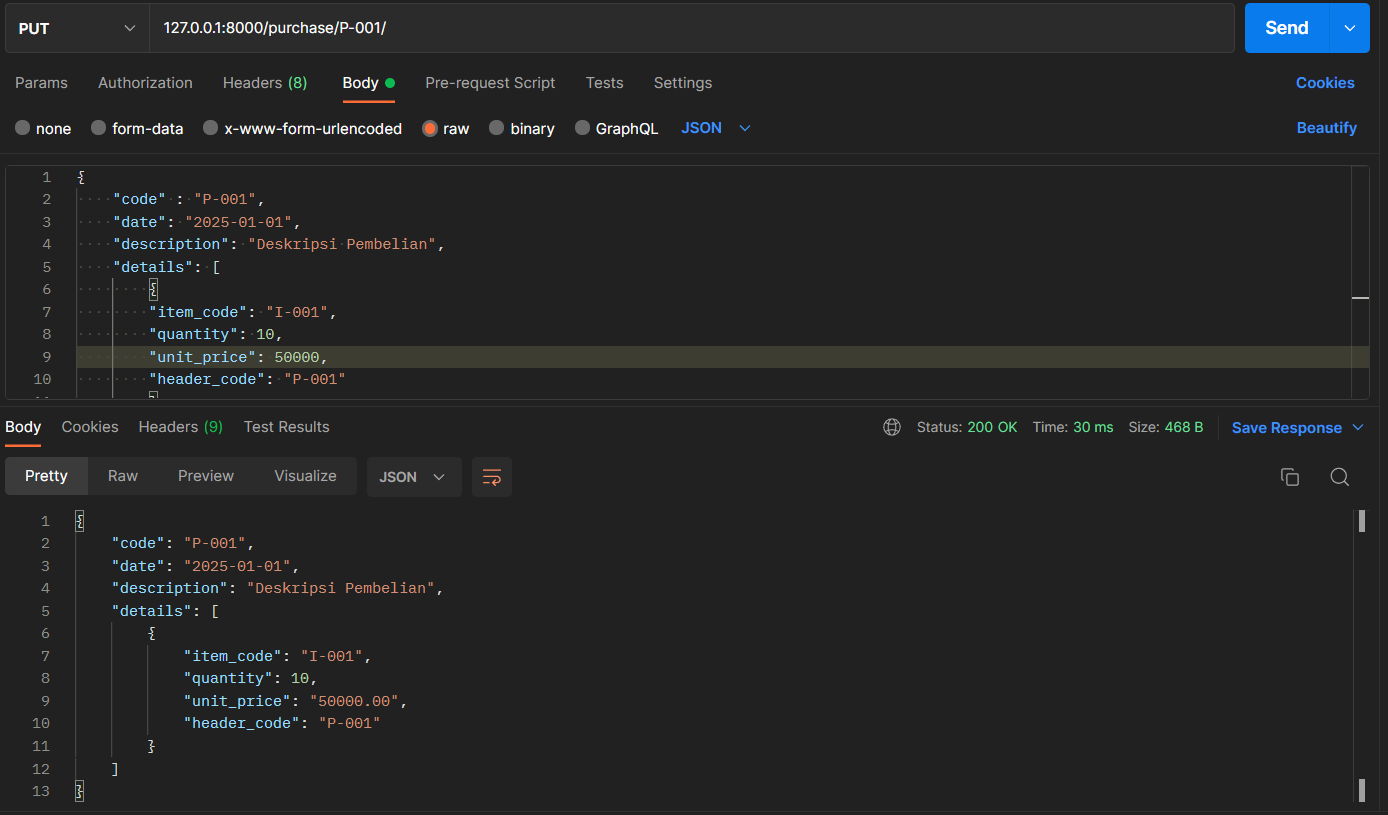 PUT 127.0.0.1:8000/purchase/P-001/ Send
Params Authorization Headers (8) Body Pre-request Script Tests Settings Cookies
none form-data x-www-form-urlencoded raw binary GraphQL JSON Beautify
1 {
2 "code" : "P-001",
3 "date": "2025-01-01",
4 "description": "Deskripsi Pembelian",
5 "details": [
6 {
7 "item_code": "I-001",
8 "quantity": 10,
9 "unit_price": 50000,
10 "header_code": "P-001"
Body Cookies Headers (9) Test Results Status: 200 OK Time: 30 ms Size: 468 B Save Response
Pretty Raw Preview Visualize JSON
1 {
2 "code": "P-001",
3 "date": "2025-01-01",
4 "description": "Deskripsi Pembelian",
5 "details": [
6 {
7 "item_code": "I-001",
8 "quantity": 10,
9 "unit_price": "50000.00",
10 "header_code": "P-001"
11 }
12 ]
13 }